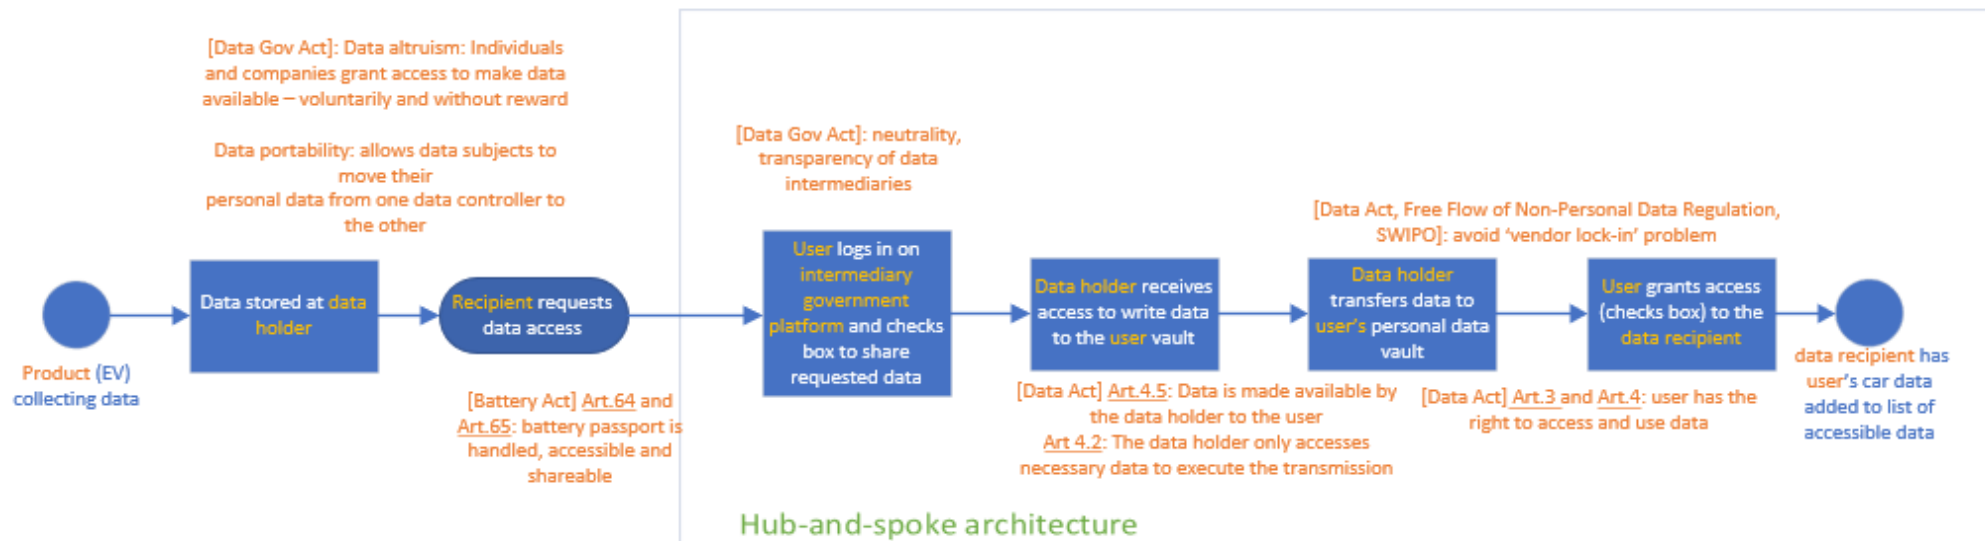 [Data Gov Act]: Data altruism: Individuals
and companies grant access to make data
available – voluntarily and without reward
Data portability: allows data subjects to
move their
personal data from one data controller to
the other
Product (EV)
collecting data
Data stored at data
holder
Recipient requests
data access
[Battery Act] Art.64 and
Art.65: battery passport is
handled, accessible and
shareable
[Data Gov Act]: neutrality,
transparency of data
intermediaries
User logs in on
intermediary
government
platform and checks
box to share
requested data
Data holder receives
access to write data
to the user vault
[Data Act] Art.4.5: Data is made available by
the data holder to the user
Art 4.2: The data holder only accesses
necessary data to execute the transmission
[Data Act, Free Flow of Non-Personal Data Regulation,
SWIPO]: avoid ‘vendor lock-in’ problem
Data holder
transfers data to
user’s personal data
vault
User grants access
(checks box) to the
data recipient
[Data Act] Art.3 and Art.4: user has the
right to access and use data
data recipient has
user’s car data
added to list of
accessible data
Hub-and-spoke architecture